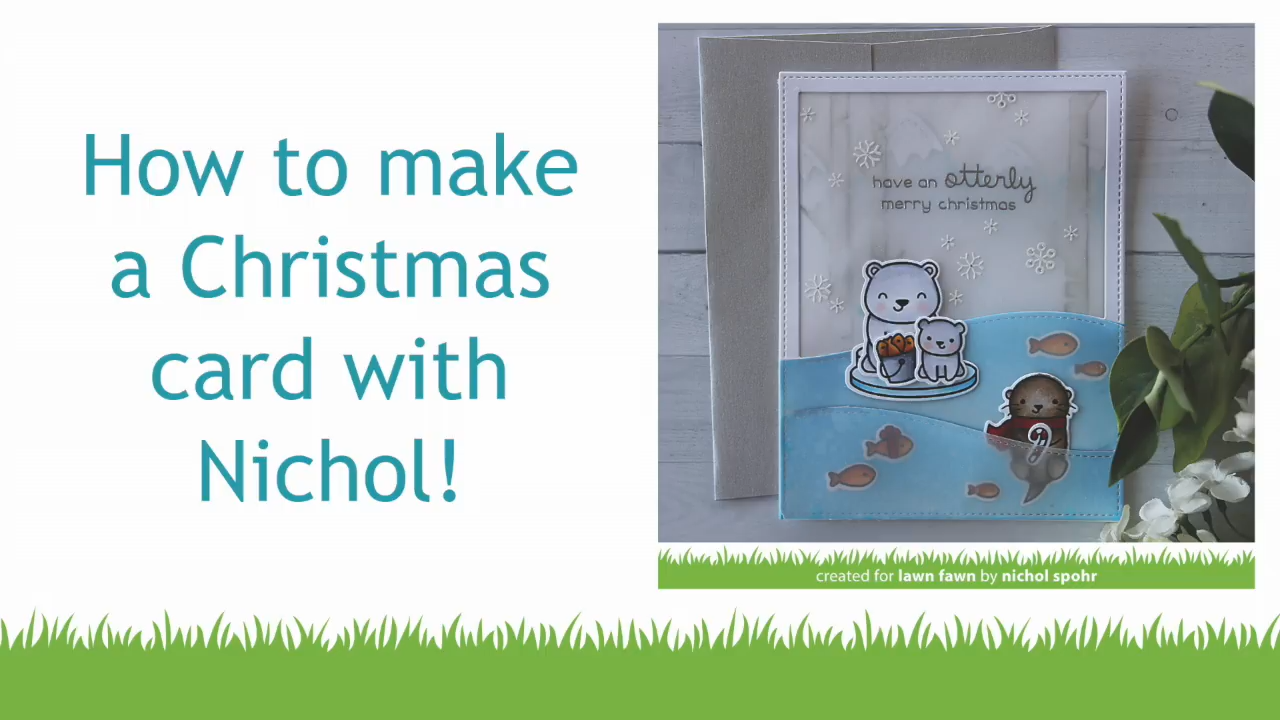 How to make
a Christmas
card with
Nichol!
have an otterly
merry christmas
created for lawn fawn by nichol spohr